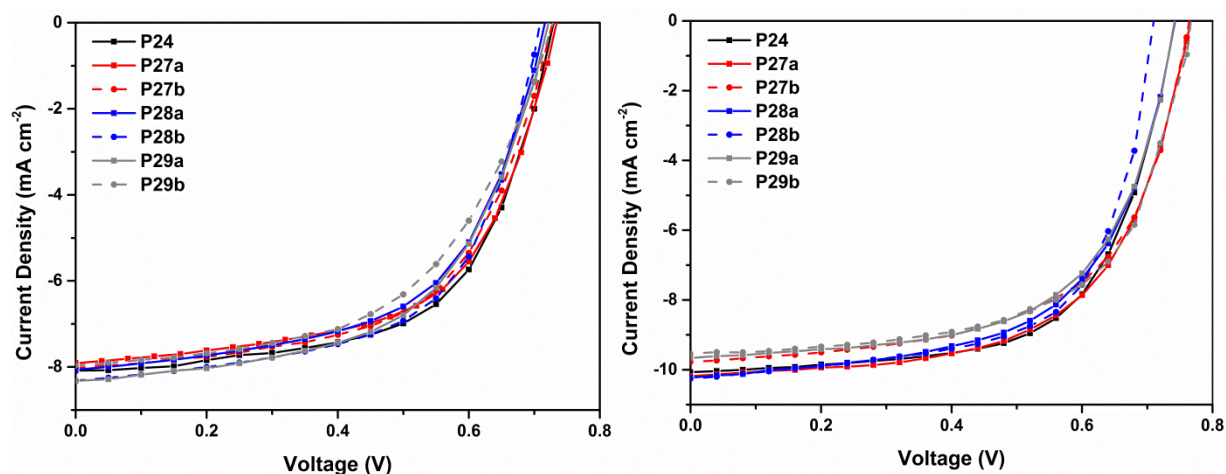 Current Density (mA cm⁻²)
0
-2
-4
-6
-8
P24
P27a
P27b
P28a
P28b
P29a
P29b
0.0 0.2 0.4 0.6 0.8
Voltage (V)
Current Density (mA cm⁻²)
0
-2
-4
-6
-8
-10
P24
P27a
P27b
P28a
P28b
P29a
P29b
0.0 0.2 0.4 0.6 0.8
Voltage (V)